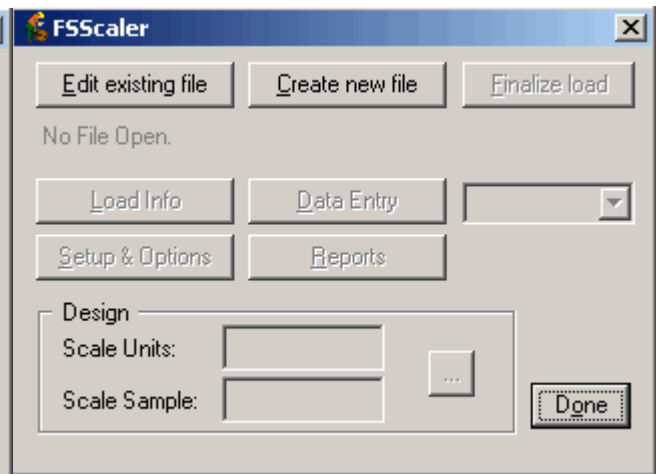 FSScaler
Edit existing file Create new file Finalize load
No File Open.
Load Info Data Entry
Setup & Options Reports
Design
Scale Units:
...
Scale Sample:
Done